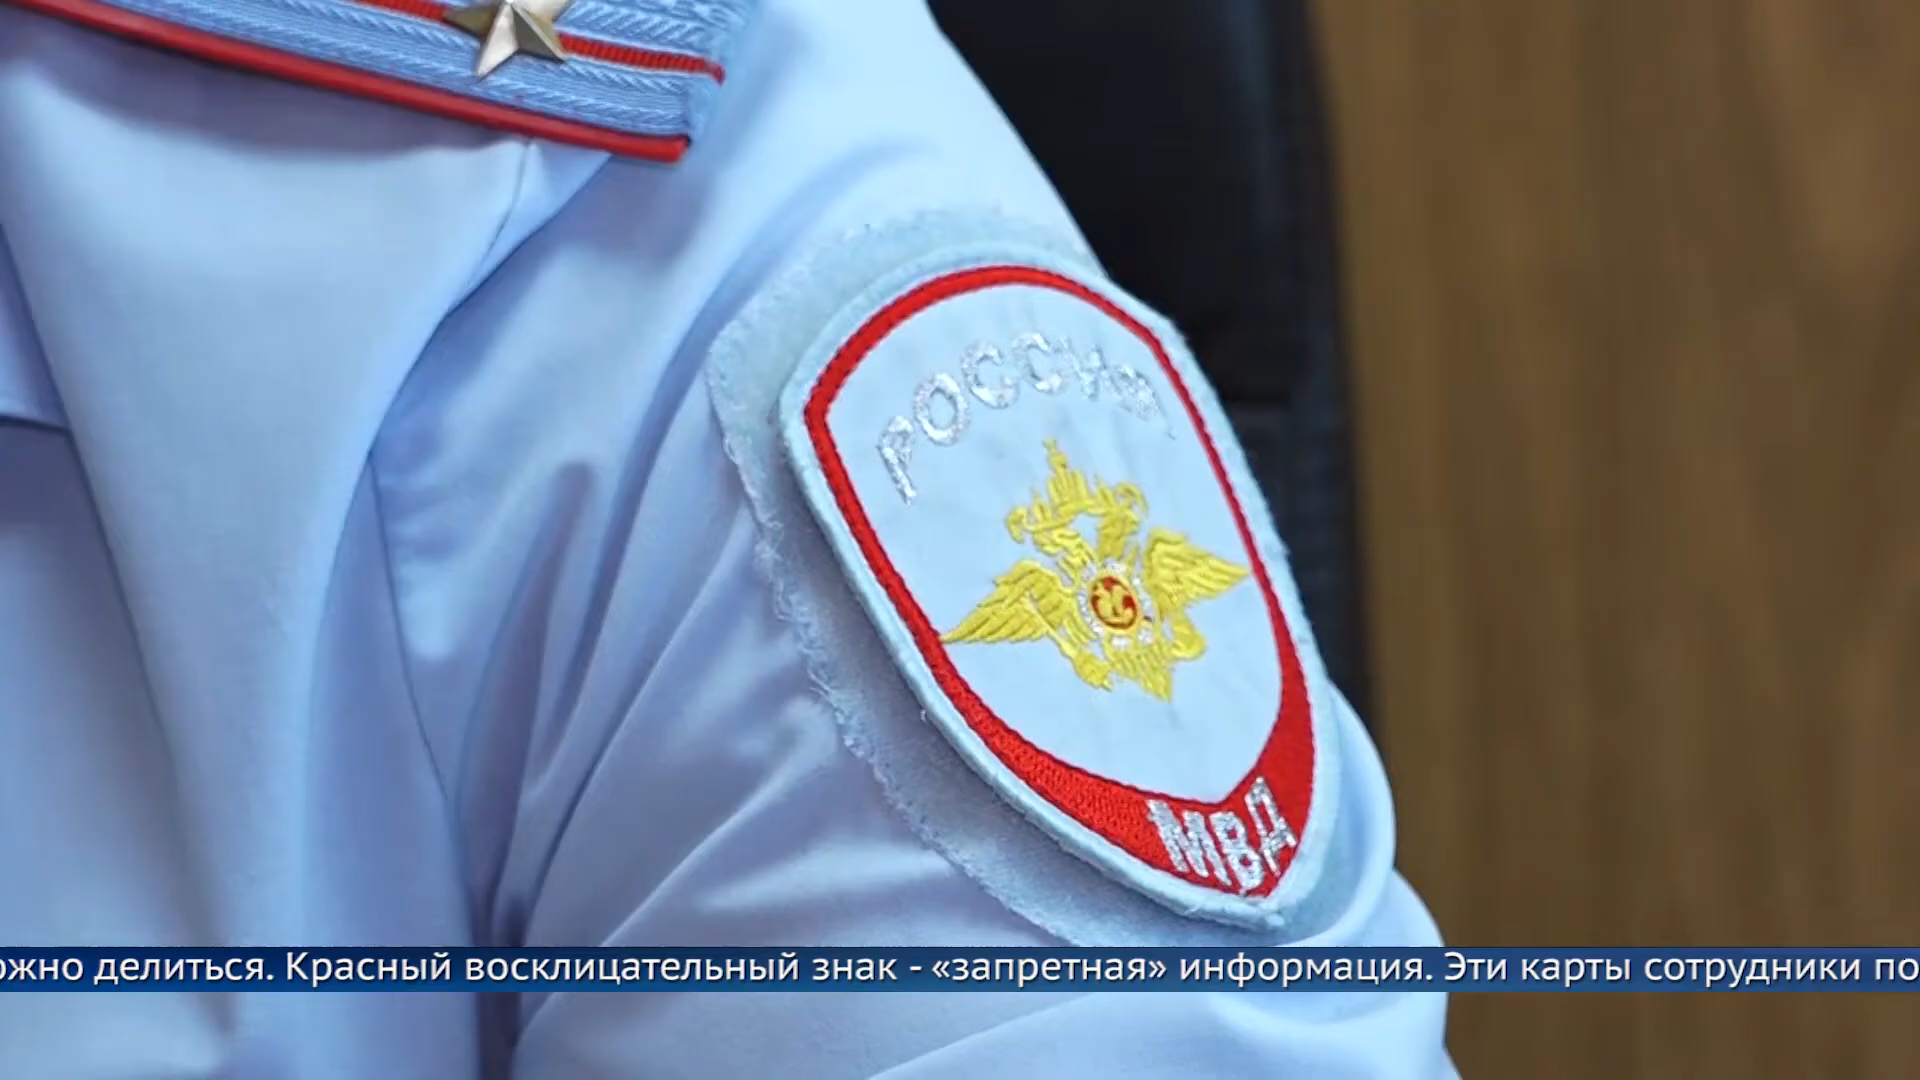 РОССИЯ
МВД
ожно делиться. Красный восклицательный знак - «запретная» информация. Эти карты сотрудники по